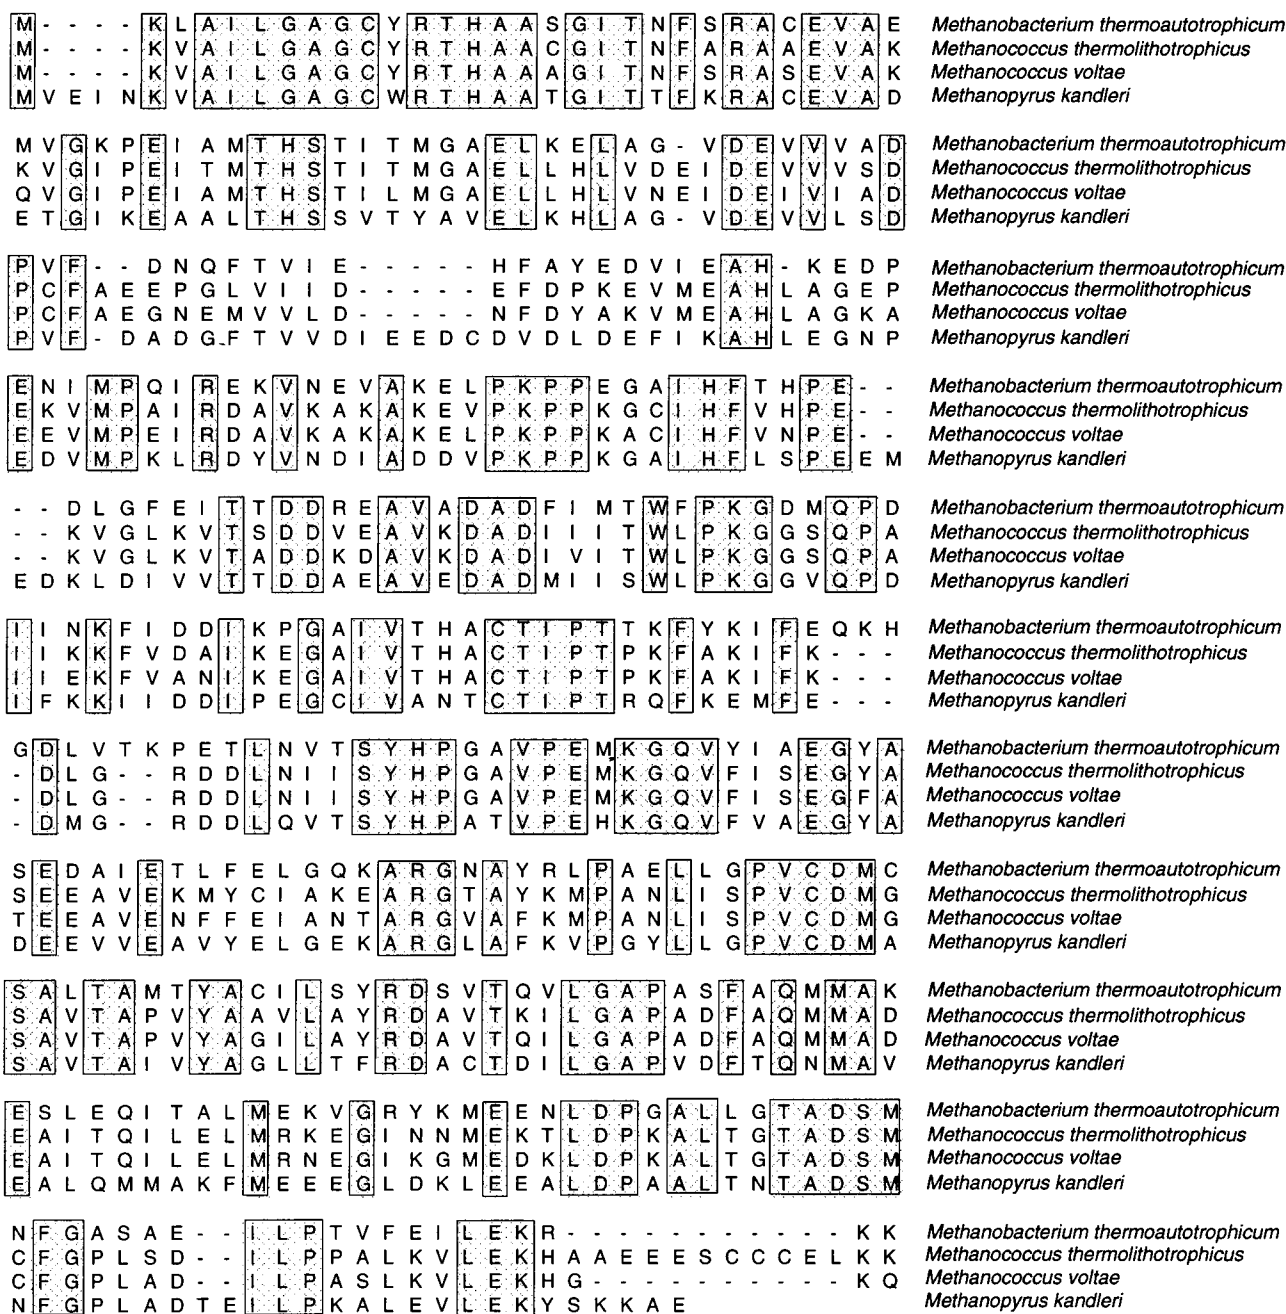 M - - - - K L A I L G A G C Y R T H A A S G I T N F S R A C E V A E Methanobacterium thermoautotrophicum
M - - - - K V A I L G A G C Y R T H A A C G I T N F A R A A E V A K Methanococcus thermolithotrophicus
M - - - - K V A I L G A G C Y R T H A A A G I T N F S R A S E V A K Methanococcus voltae
M V E I N K V A I L G A G C W R T H A A T G I T T F K R A C E V A D Methanopyrus kandleri
M V G K P E I A M T H S T I T M G A E L K E L A G - V D E V V V A D Methanobacterium thermoautotrophicum
K V G I P E I T M T H S T I T M G A E L L H L V D E I D E V V V S D Methanococcus thermolithotrophicus
Q V G I P E I A M T H S T I L M G A E L L H L V N E I D E I V I A D Methanococcus voltae
E T G I K E A A L T H S S V T Y A V E L K H L A G - V D E V V L S D Methanopyrus kandleri
P V F - - D N Q F T V I E - - - - - H F A Y E D V I E A H - K E D P Methanobacterium thermoautotrophicum
P C F A E E P G L V I I D - - - - - E F D P K E V M E A H L A G E P Methanococcus thermolithotrophicus
P C F A E G N E M V V L D - - - - - N F D Y A K V M E A H L A G K A Methanococcus voltae
P V F - D A D G F T V V D I E E D C D V D L D E F I K A H L E G N P Methanopyrus kandleri
E N I M P Q I R E K V N E V A K E L P K P P E G A I H F T H P E - - Methanobacterium thermoautotrophicum
E K V M P A I R D A V K A K A K E V P K P P K G C I H F V H P E - - Methanococcus thermolithotrophicus
E E V M P E I R D A V K A K A K E L P K P P K A C I H F V N P E - - Methanococcus voltae
E D V M P K L R D Y V N D I A D D V P K P P K G A I H F L S P E E M Methanopyrus kandleri
- - D L G F E I T T D D R E A V A D A D F I M T W F P K G D M Q P D Methanobacterium thermoautotrophicum
- - K V G L K V T S D D V E A V K D A D I I I T W L P K G G S Q P A Methanococcus thermolithotrophicus
- - K V G L K V T A D D K D A V K D A D I V I T W L P K G G S Q P A Methanococcus voltae
E D K L D I V V T T D D A E A V E D A D M I I S W L P K G G V Q P D Methanopyrus kandleri
I I N K F I D D I K P G A I V T H A C T I P T T K F Y K I F E Q K H Methanobacterium thermoautotrophicum
I I K K F V D A I K E G A I V T H A C T I P T P K F A K I F K - - - Methanococcus thermolithotrophicus
I I E K F V A N I K E G A I V T H A C T I P T P K F A K I F K - - - Methanococcus voltae
I F K K I I D D I P E G C I V A N T C T I P T R Q F K E M F E - - - Methanopyrus kandleri
G D L V T K P E T L N V T S Y H P G A V P E M K G Q V Y I A E G Y A Methanobacterium thermoautotrophicum
- D L G - - R D D L N I I S Y H P G A V P E M K G Q V F I S E G Y A Methanococcus thermolithotrophicus
- D L G - - R D D L N I I S Y H P G A V P E M K G Q V F I S E G F A Methanococcus voltae
- D M G - - R D D L Q V T S Y H P A T V P E H K G Q V F V A E G Y A Methanopyrus kandleri
S E D A I E T L F E L G Q K A R G N A Y R L P A E L L G P V C D M C Methanobacterium thermoautotrophicum
S E E A V E K M Y C I A K E A R G T A Y K M P A N L I S P V C D M G Methanococcus thermolithotrophicus
T E E A V E N F F E I A N T A R G V A F K M P A N L I S P V C D M G Methanococcus voltae
D E E V V E A V Y E L G E K A R G L A F K V P G Y L L G P V C D M A Methanopyrus kandleri
S A L T A M T Y A C I L S Y R D S V T Q V L G A P A S F A Q M M A K Methanobacterium thermoautotrophicum
S A V T A P V Y A A V L A Y R D A V T K I L G A P A D F A Q M M A D Methanococcus thermolithotrophicus
S A V T A P V Y A G I L A Y R D A V T Q I L G A P A D F A Q M M A D Methanococcus voltae
S A V T A I V Y A G L L T F R D A C T D I L G A P V D F T Q N M A V Methanopyrus kandleri
E S L E Q I T A L M E K V G R Y K M E E N L D P G A L L G T A D S M Methanobacterium thermoautotrophicum
E A I T Q I L E L M R K E G I N N M E K T L D P K A L T G T A D S M Methanococcus thermolithotrophicus
E A I T Q I L E L M R N E G I K G M E D K L D P K A L T G T A D S M Methanococcus voltae
E A L Q M M A K F M E E E G L D K L E E A L D P A A L T N T A D S M Methanopyrus kandleri
N F G A S A E - - I L P T V F E I L E K R - - - - - - - - - - - K K Methanobacterium thermoautotrophicum
C F G P L S D - - I L P P A L K V L E K H A A E E E S C C C E L K K Methanococcus thermolithotrophicus
C F G P L A D - - I L P A S L K V L E K H G - - - - - - - - - - K Q Methanococcus voltae
N F G P L A D T E I L P K A L E V L E K Y S K K A E Methanopyrus kandleri